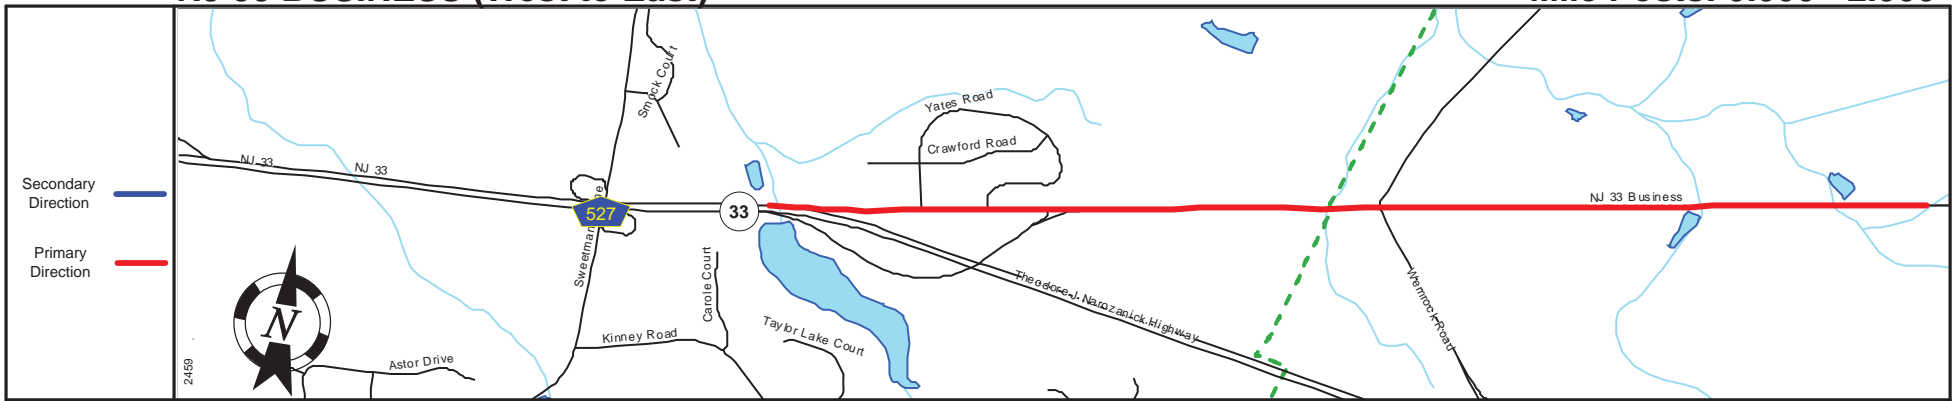 Secondary
Direction
Primary
Direction
NJ 33
NJ 33
527
33
Smock Court
Yates Road
Crawford Road
NJ 33 Business
Carole Court
Theodore J. Narozanick Highway
Wemrock Road
Kinney Road
Taylor Lake Court
Astor Drive
N
2459